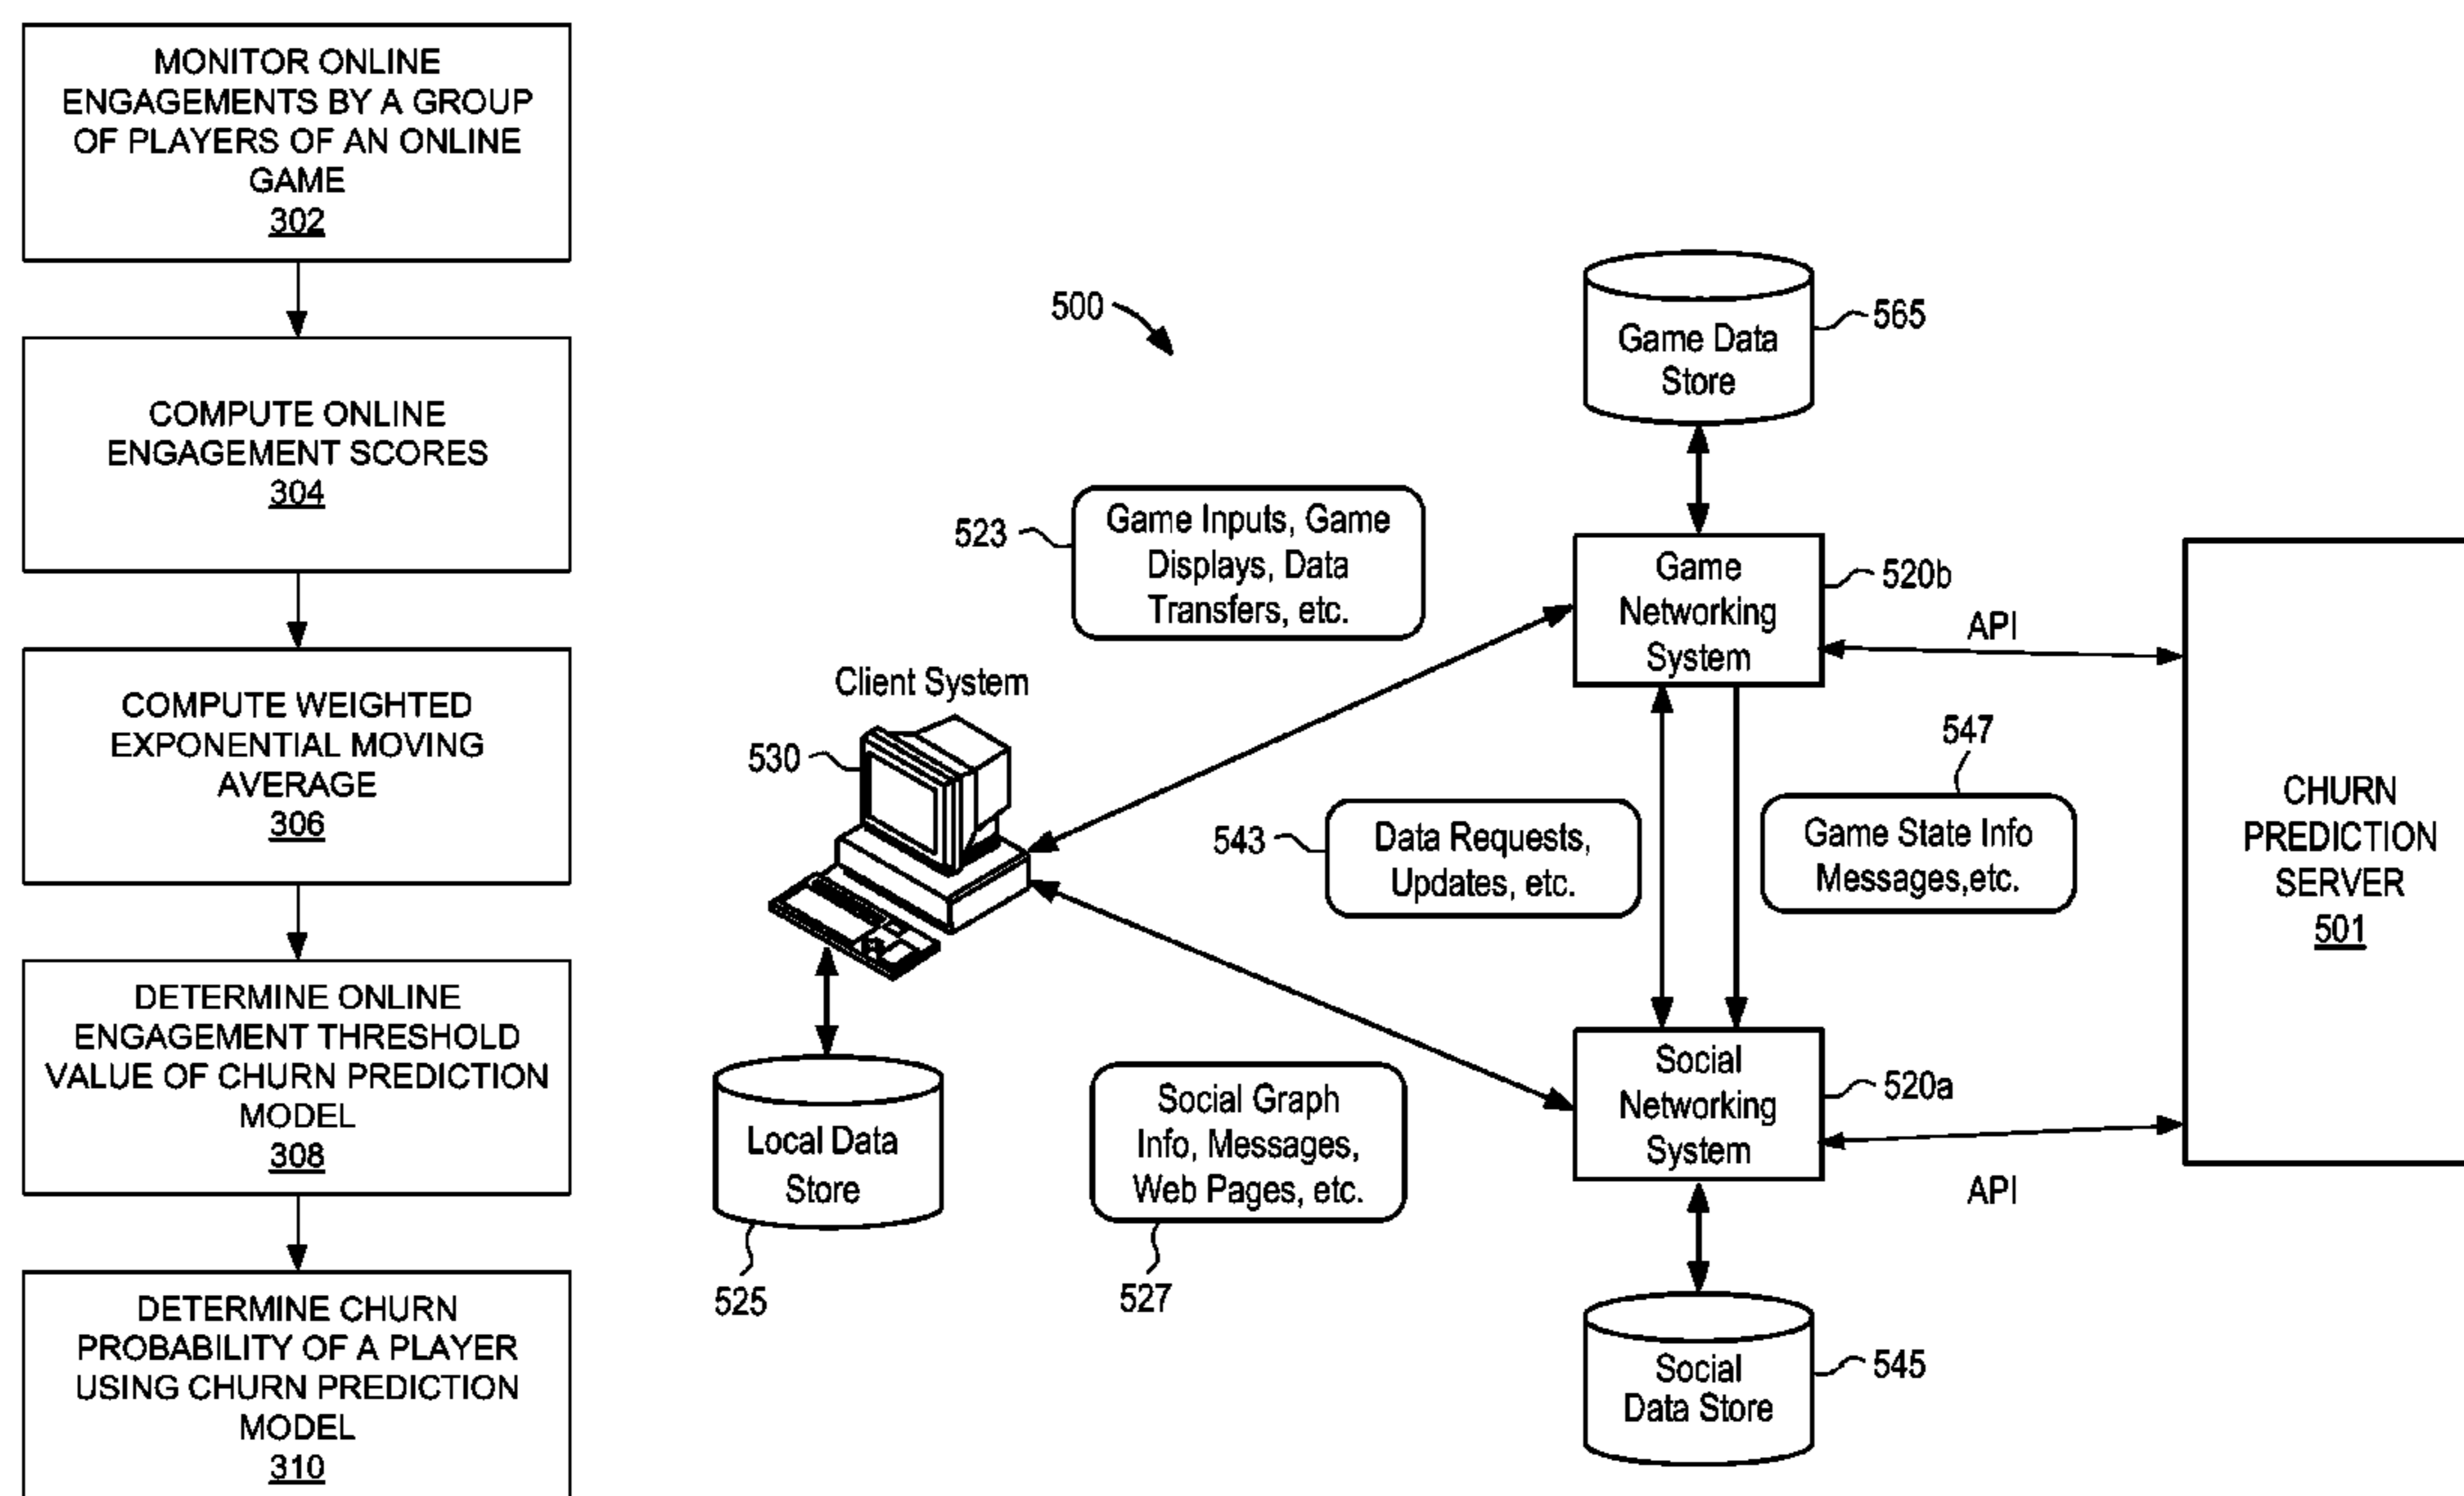 MONITOR ONLINE
ENGAGEMENTS BY A GROUP
OF PLAYERS OF AN ONLINE
GAME
302
COMPUTE ONLINE
ENGAGEMENT SCORES
304
COMPUTE WEIGHTED
EXPONENTIAL MOVING
AVERAGE
306
DETERMINE ONLINE
ENGAGEMENT THRESHOLD
VALUE OF CHURN PREDICTION
MODEL
308
DETERMINE CHURN
PROBABILITY OF A PLAYER
USING CHURN PREDICTION
MODEL
310
500
Game Data
Store
565
523
Game Inputs, Game
Displays, Data
Transfers, etc.
Game
Networking
System
520b
API
Client System
530
543
Data Requests,
Updates, etc.
547
Game State Info
Messages,etc.
CHURN
PREDICTION
SERVER
501
Local Data
Store
525
Social Graph
Info, Messages,
Web Pages, etc.
527
Social
Networking
System
520a
API
Social
Data Store
545